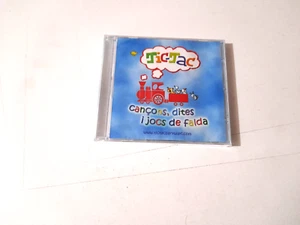 Tic-Tac
cançons, dites
i jocs de falda